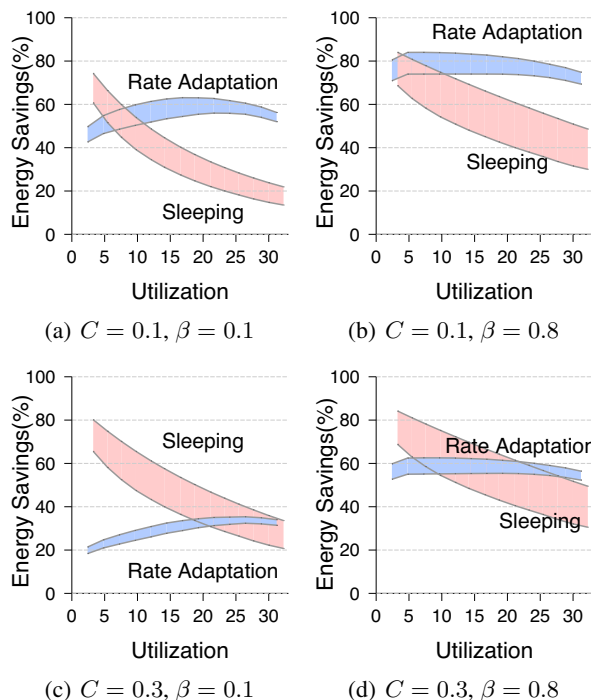 100
80
60
40
20
0
Energy Savings(%)
Rate Adaptation
Sleeping
0 5 10 15 20 25 30
Utilization
(a) C = 0.1, β = 0.1
100
80
60
40
20
0
Energy Savings(%)
Rate Adaptation
Sleeping
0 5 10 15 20 25 30
Utilization
(b) C = 0.1, β = 0.8
100
80
60
40
20
0
Energy Savings(%)
Sleeping
Rate Adaptation
0 5 10 15 20 25 30
Utilization
(c) C = 0.3, β = 0.1
100
80
60
40
20
0
Energy Savings(%)
Rate Adaptation
Sleeping
0 5 10 15 20 25 30
Utilization
(d) C = 0.3, β = 0.8